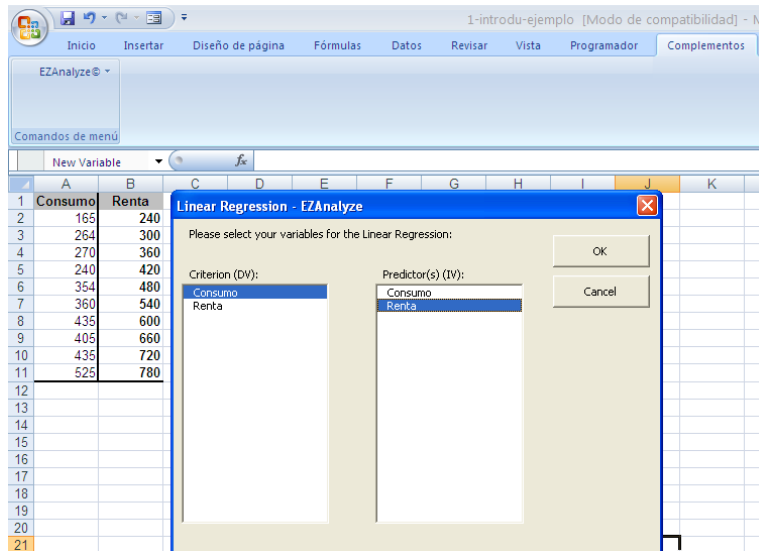 1-introdu-ejemplo [Modo de compatibilidad] - M
Inicio Insertar Diseño de página Fórmulas Datos Revisar Vista Programador Complementos
EZAnalyze©
Comandos de menú
New Variable fx
A B C D E F G H I J K
1 Consumo Renta
2 165 240
3 264 300
4 270 360
5 240 420
6 354 480
7 360 540
8 435 600
9 405 660
10 435 720
11 525 780
12
13
14
15
16
17
18
19
20
21
Linear Regression - EZAnalyze
Please select your variables for the Linear Regression:
Criterion (DV):
Consumo
Renta
Predictor(s) (IV):
Consumo
Renta
OK
Cancel